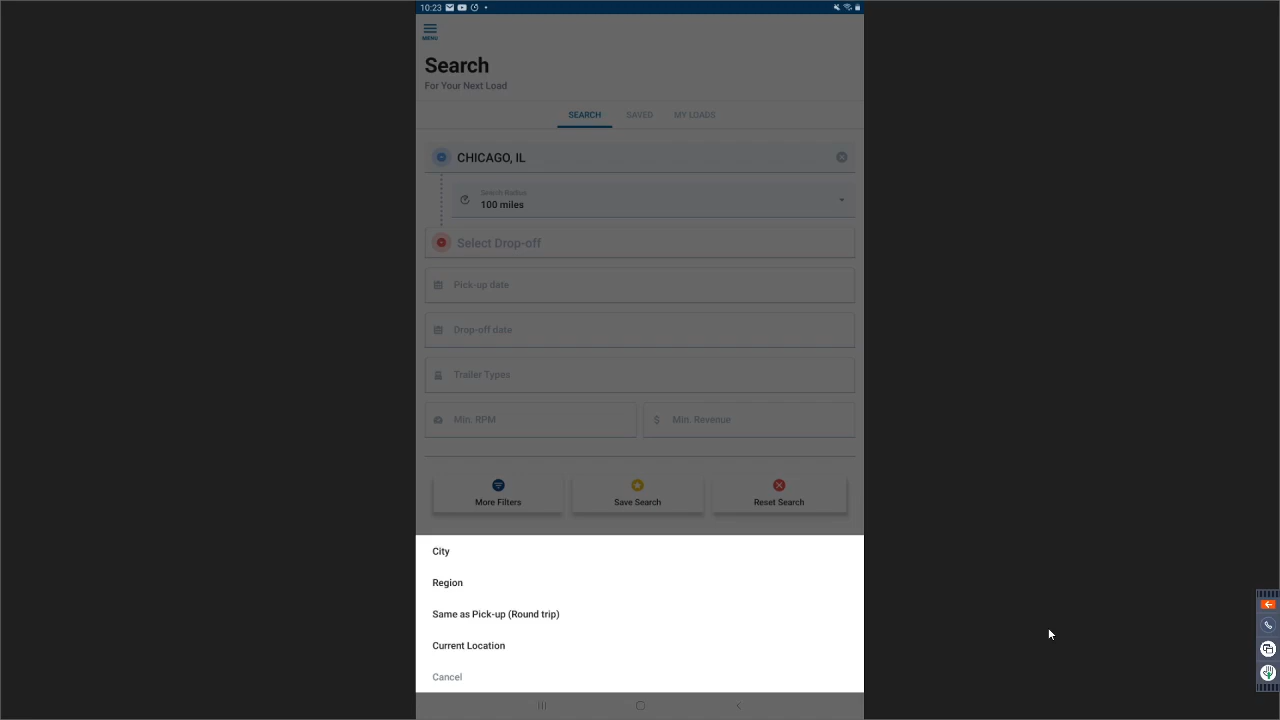 10:23
MENU
Search
For Your Next Load
SEARCH SAVED MY LOADS
CHICAGO, IL
Search Radius
100 miles
Select Drop-off
Pick-up date
Drop-off date
Trailer Types
Min. RPM $ Min. Revenue
More Filters Save Search Reset Search
City
Region
Same as Pick-up (Round trip)
Current Location
Cancel